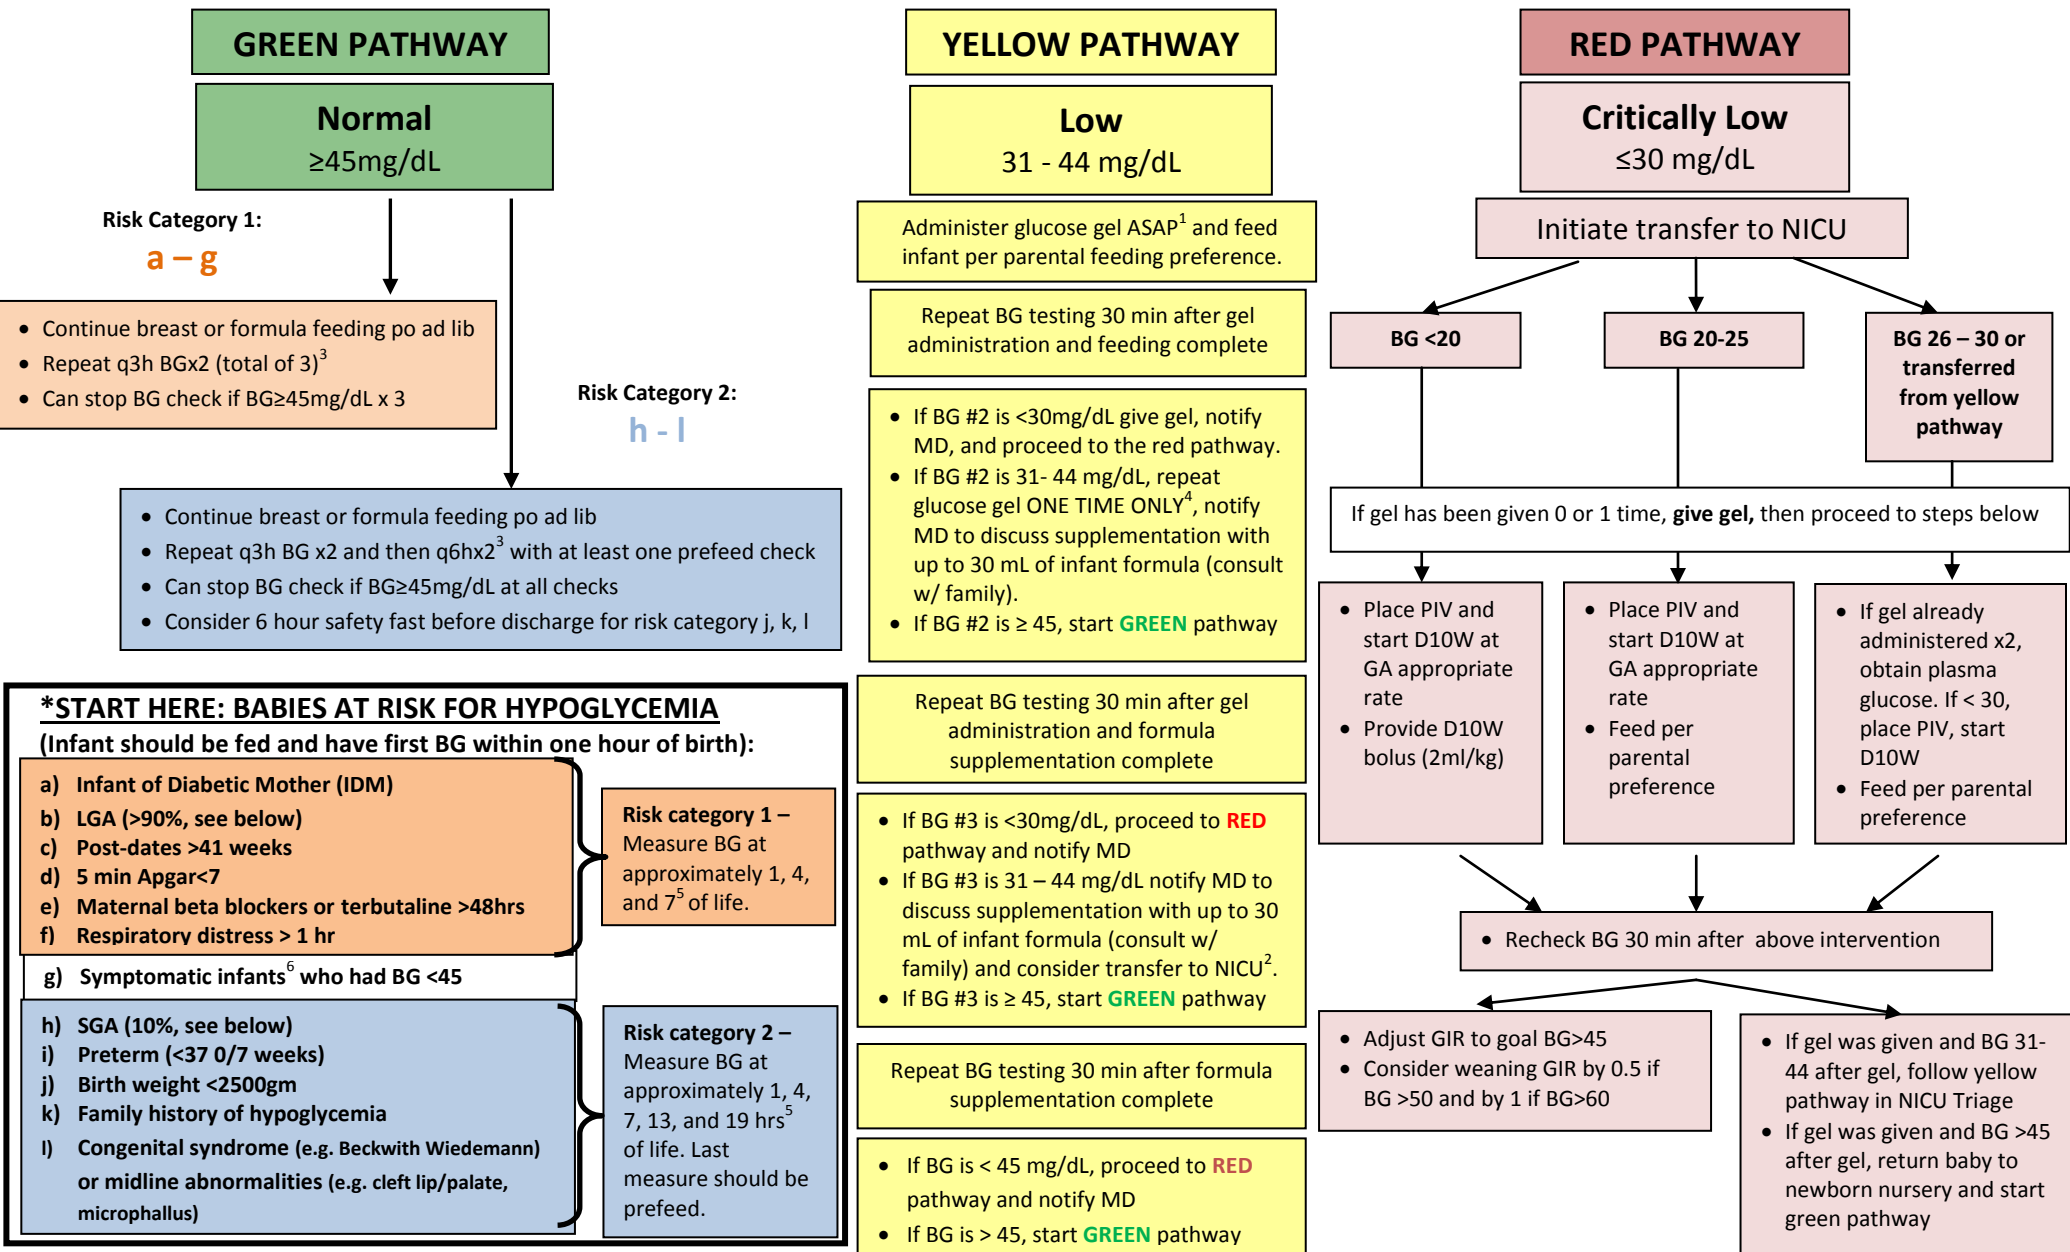 GREEN PATHWAY
Normal
≥45mg/dL
Risk Category 1:
a – g
• Continue breast or formula feeding po ad lib
• Repeat q3h BGx2 (total of 3)3
• Can stop BG check if BG≥45mg/dL x 3
Risk Category 2:
h - l
• Continue breast or formula feeding po ad lib
• Repeat q3h BG x2 and then q6hx23 with at least one prefeed check
• Can stop BG check if BG≥45mg/dL at all checks
• Consider 6 hour safety fast before discharge for risk category j, k, l
*START HERE: BABIES AT RISK FOR HYPOGLYCEMIA
(Infant should be fed and have first BG within one hour of birth):
a) Infant of Diabetic Mother (IDM)
b) LGA (>90%, see below)
c) Post-dates >41 weeks
d) 5 min Apgar<7
e) Maternal beta blockers or terbutaline >48hrs
f) Respiratory distress > 1 hr
g) Symptomatic infants6 who had BG <45
h) SGA (10%, see below)
i) Preterm (<37 0/7 weeks)
j) Birth weight <2500gm
k) Family history of hypoglycemia
l) Congenital syndrome (e.g. Beckwith Wiedemann)
or midline abnormalities (e.g. cleft lip/palate,
microphallus)
Risk category 1 –
Measure BG at
approximately 1, 4,
and 75 of life.
Risk category 2 –
Measure BG at
approximately 1, 4,
7, 13, and 19 hrs5
of life. Last
measure should be
prefeed.
YELLOW PATHWAY
Low
31 - 44 mg/dL
Administer glucose gel ASAP1 and feed
infant per parental feeding preference.
Repeat BG testing 30 min after gel
administration and feeding complete
• If BG #2 is <30mg/dL give gel, notify
MD, and proceed to the red pathway.
• If BG #2 is 31- 44 mg/dL, repeat
glucose gel ONE TIME ONLY4, notify
MD to discuss supplementation with
up to 30 mL of infant formula (consult
w/ family).
• If BG #2 is ≥ 45, start GREEN pathway
Repeat BG testing 30 min after gel
administration and formula
supplementation complete
• If BG #3 is <30mg/dL, proceed to RED
pathway and notify MD
• If BG #3 is 31 – 44 mg/dL notify MD to
discuss supplementation with up to 30
mL of infant formula (consult w/
family) and consider transfer to NICU2.
• If BG #3 is ≥ 45, start GREEN pathway
Repeat BG testing 30 min after formula
supplementation complete
• If BG is < 45 mg/dL, proceed to RED
pathway and notify MD
• If BG is > 45, start GREEN pathway
RED PATHWAY
Critically Low
≤30 mg/dL
Initiate transfer to NICU
BG <20
BG 20-25
BG 26 – 30 or
transferred
from yellow
pathway
If gel has been given 0 or 1 time, give gel, then proceed to steps below
• Place PIV and
start D10W at
GA appropriate
rate
• Provide D10W
bolus (2ml/kg)
• Place PIV and
start D10W at
GA appropriate
rate
• Feed per
parental
preference
• If gel already
administered x2,
obtain plasma
glucose. If < 30,
place PIV, start
D10W
• Feed per parental
preference
• Recheck BG 30 min after above intervention
• Adjust GIR to goal BG>45
• Consider weaning GIR by 0.5 if
BG >50 and by 1 if BG>60
• If gel was given and BG 31-
44 after gel, follow yellow
pathway in NICU Triage
• If gel was given and BG >45
after gel, return baby to
newborn nursery and start
green pathway